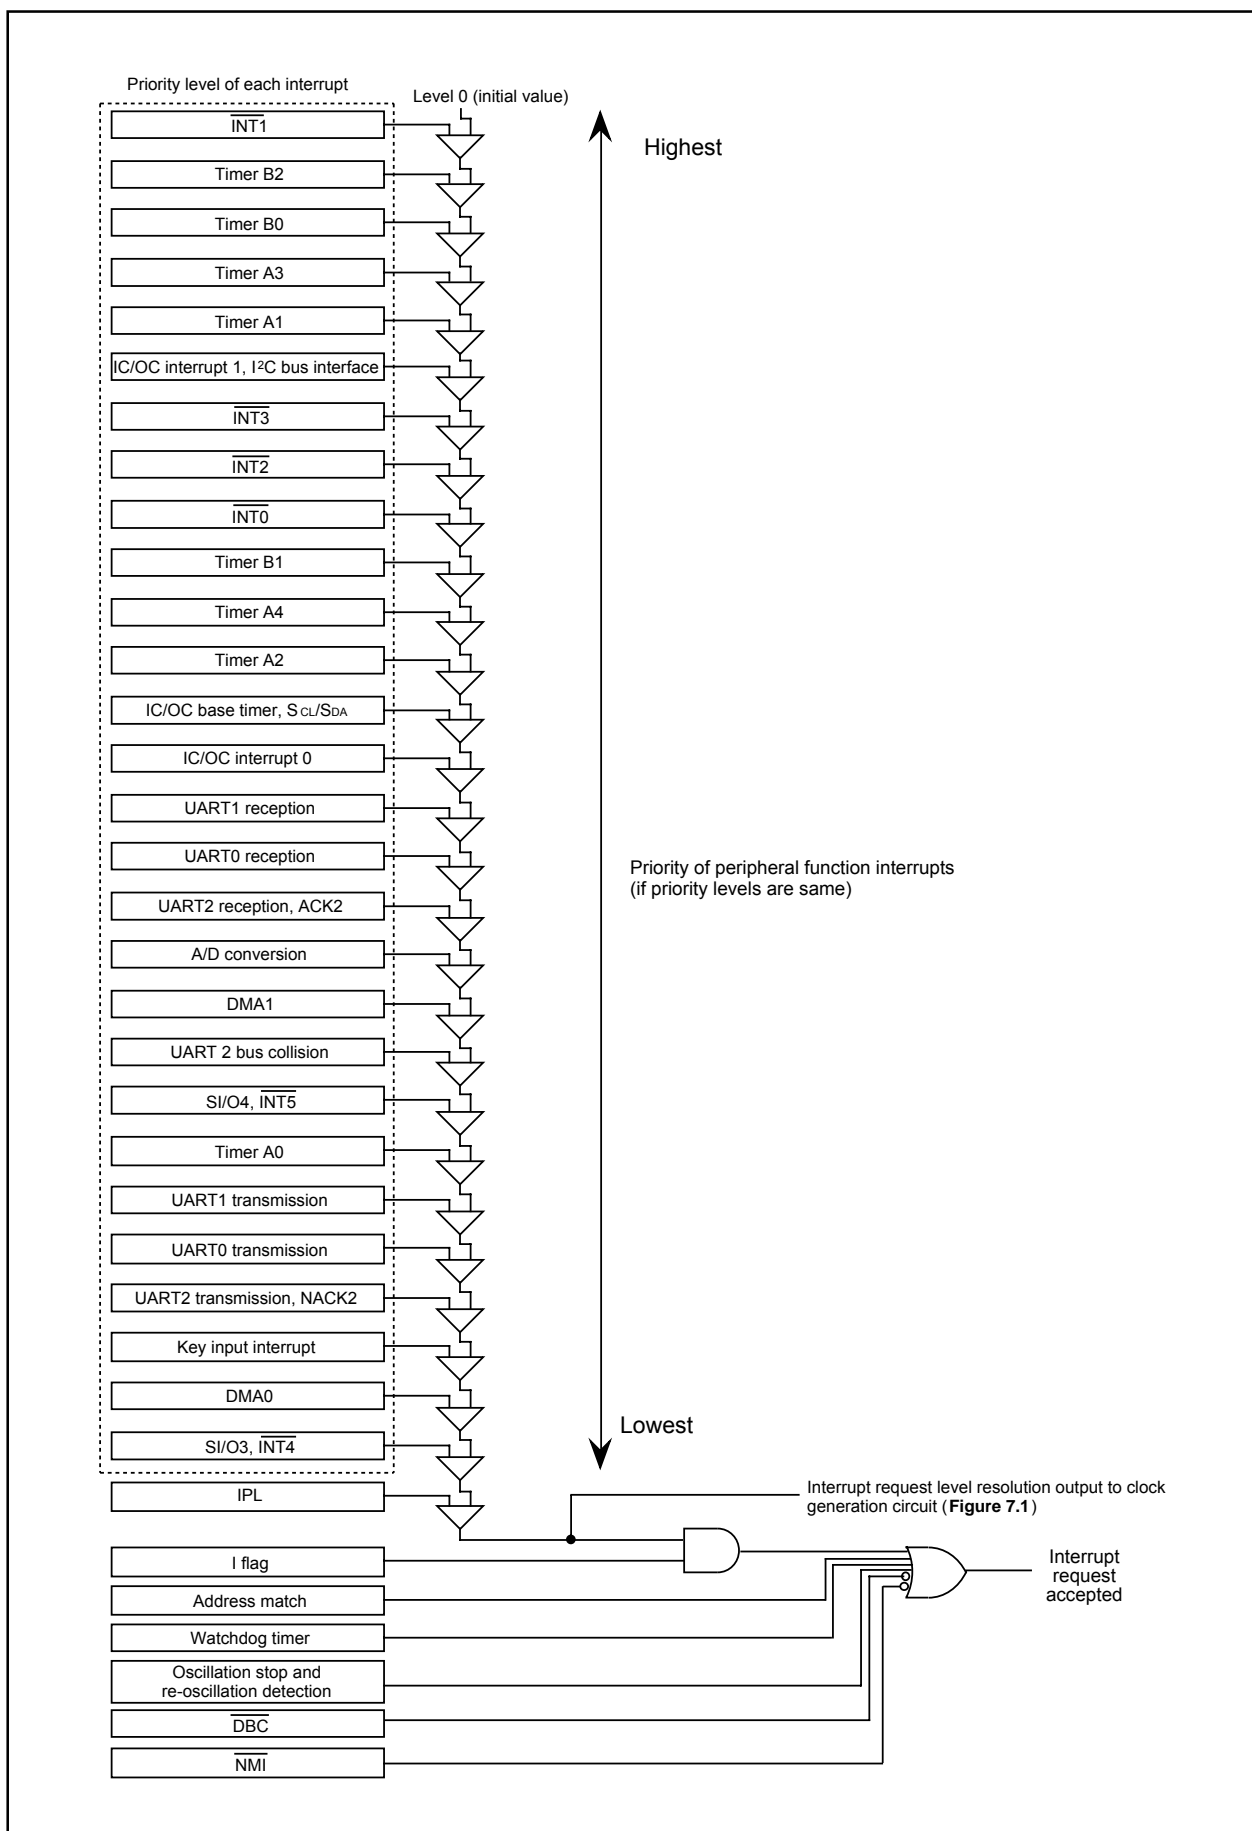 Priority level of each interrupt
Level 0 (initial value)
INT1
Highest
Timer B2
Timer B0
Timer A3
Timer A1
IC/OC interrupt 1, I²C bus interface
INT3
INT2
INT0
Timer B1
Timer A4
Timer A2
IC/OC base timer, SCL/SDA
IC/OC interrupt 0
UART1 reception
UART0 reception
Priority of peripheral function interrupts
(if priority levels are same)
UART2 reception, ACK2
A/D conversion
DMA1
UART 2 bus collision
SI/O4, INT5
Timer A0
UART1 transmission
UART0 transmission
UART2 transmission, NACK2
Key input interrupt
DMA0
Lowest
SI/O3, INT4
IPL
Interrupt request level resolution output to clock
generation circuit (Figure 7.1)
I flag
Interrupt
request
accepted
Address match
Watchdog timer
Oscillation stop and
re-oscillation detection
DBC
NMI